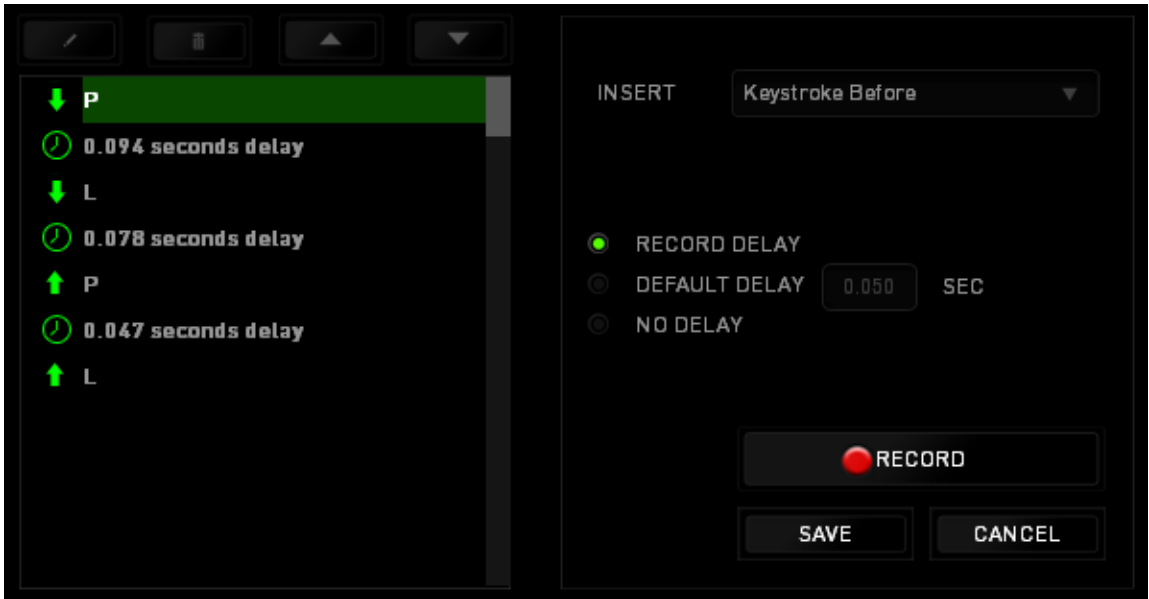 P
0.094 seconds delay
L
0.078 seconds delay
P
0.047 seconds delay
L
INSERT
Keystroke Before
RECORD DELAY
DEFAULT DELAY 0.050 SEC
NO DELAY
RECORD
SAVE CANCEL